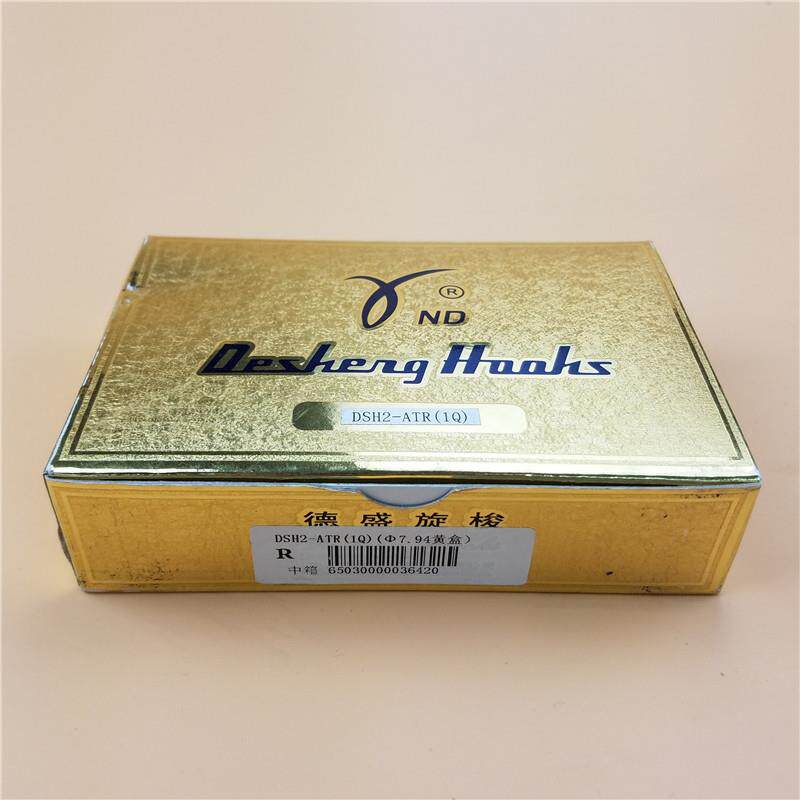 ®
ND
Desheng Hooks
DSH2-ATR(1Q)
德盛旋梭
DSH2-ATR(1Q)(Φ7.94黄盒)
R
中箱 65030000036420